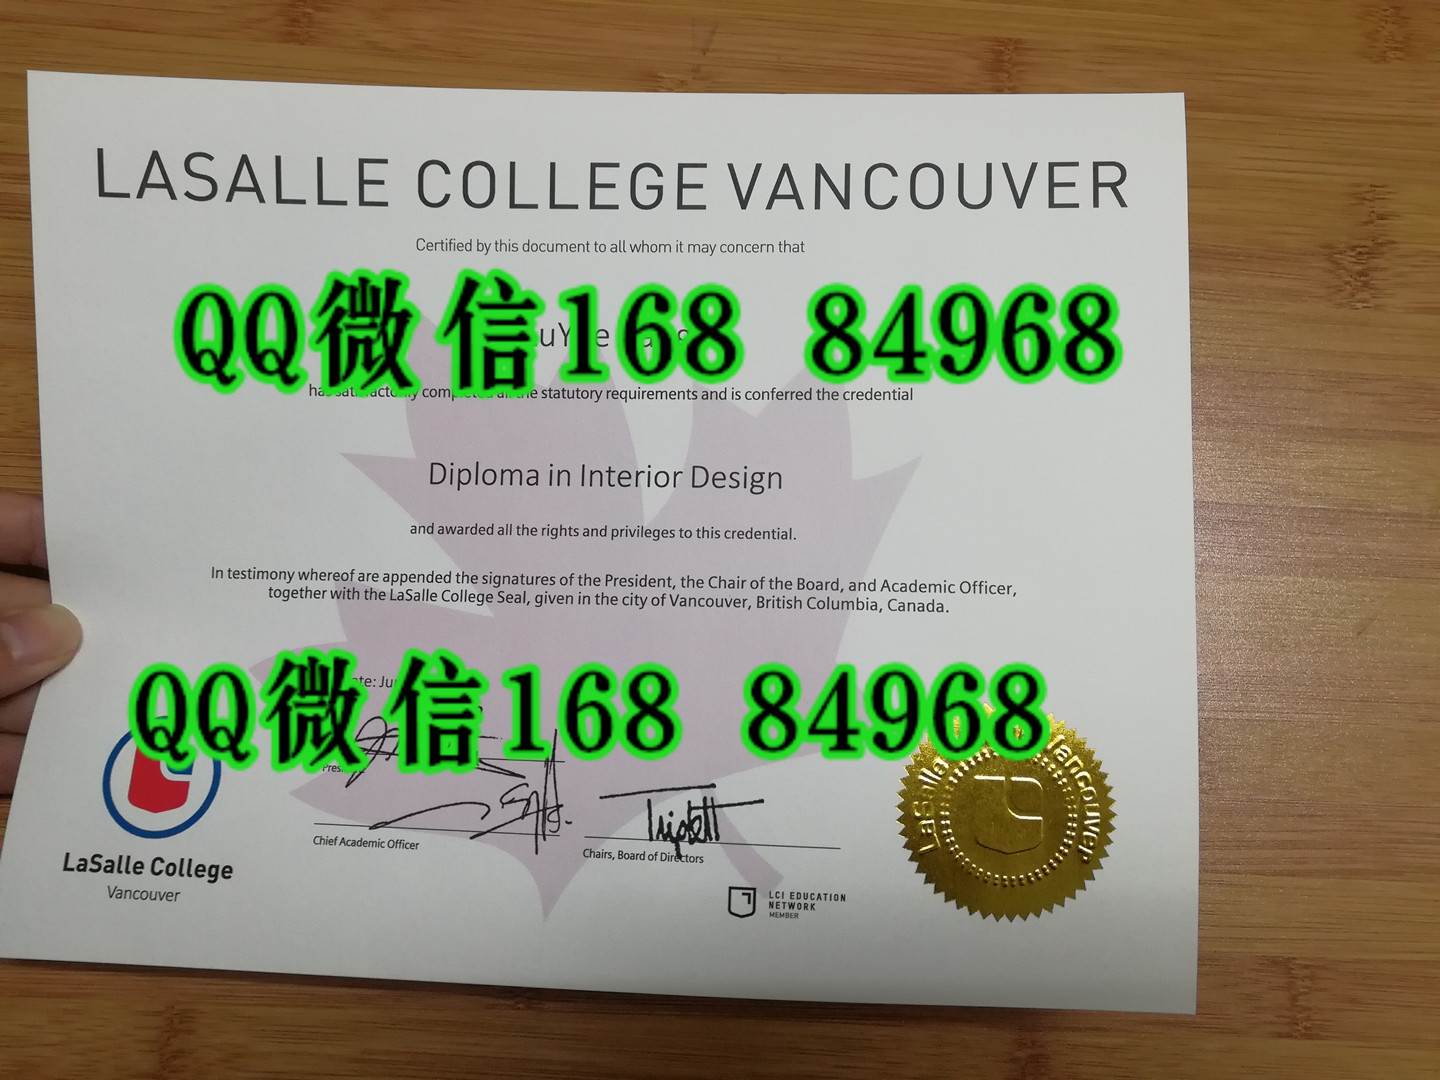 LASALLE COLLEGE VANCOUVER
Certified by this document to all whom it may concern that
QQ微信168 84968
statutory requirements and is conferred the credential
Diploma in Interior Design
and awarded all the rights and privileges to this credential.
In testimony whereof are appended the signatures of the President, the Chair of the Board, and Academic Officer,
together with the LaSalle College Seal, given in the city of Vancouver, British Columbia, Canada.
QQ微信168 84968
Triplett
Chief Academic Officer
Chairs, Board of Directors
LaSalle College
Vancouver
LCI EDUCATION
NETWORK
MEMBER
LaSalle
Vancouver